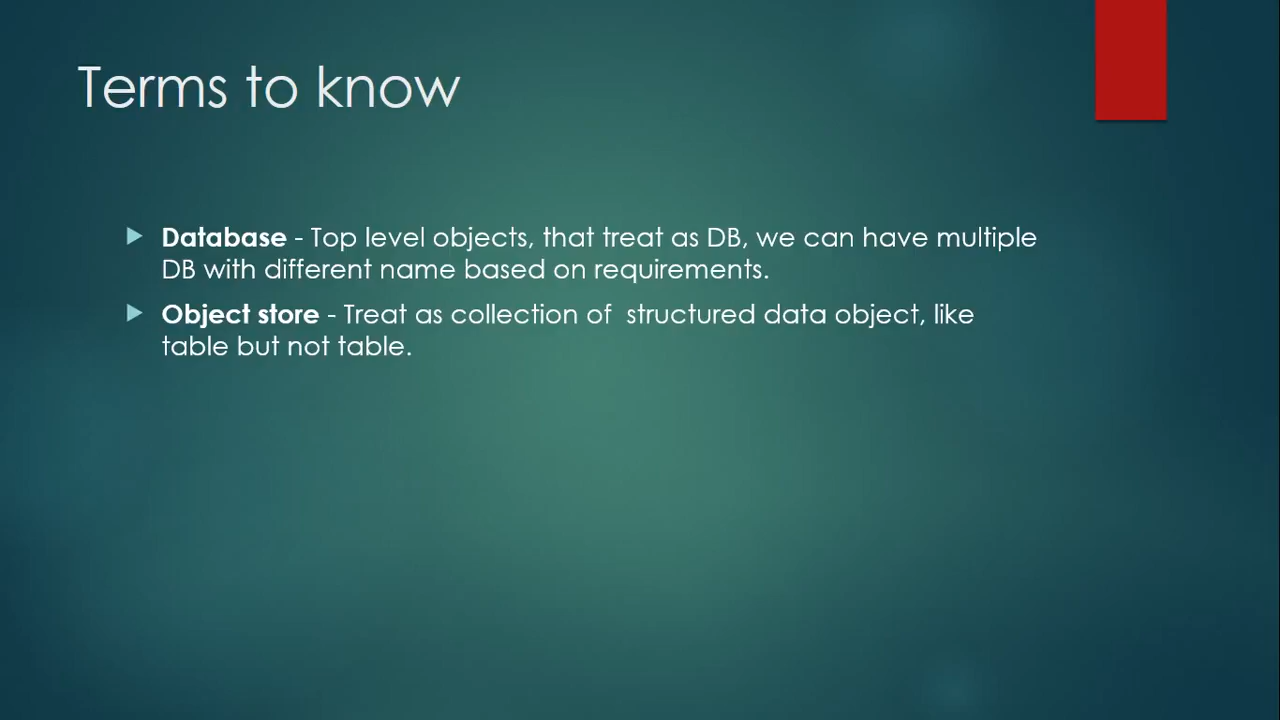 Terms to know
Database - Top level objects, that treat as DB, we can have multiple
DB with different name based on requirements.
Object store - Treat as collection of  structured data object, like
table but not table.